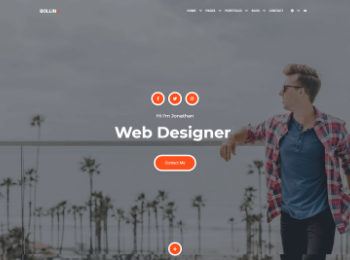 ROLLIN
HOME PAGES PORTFOLIO BLOG CONTACT
Hi I'm Jonathan
Web Designer
Contact Me